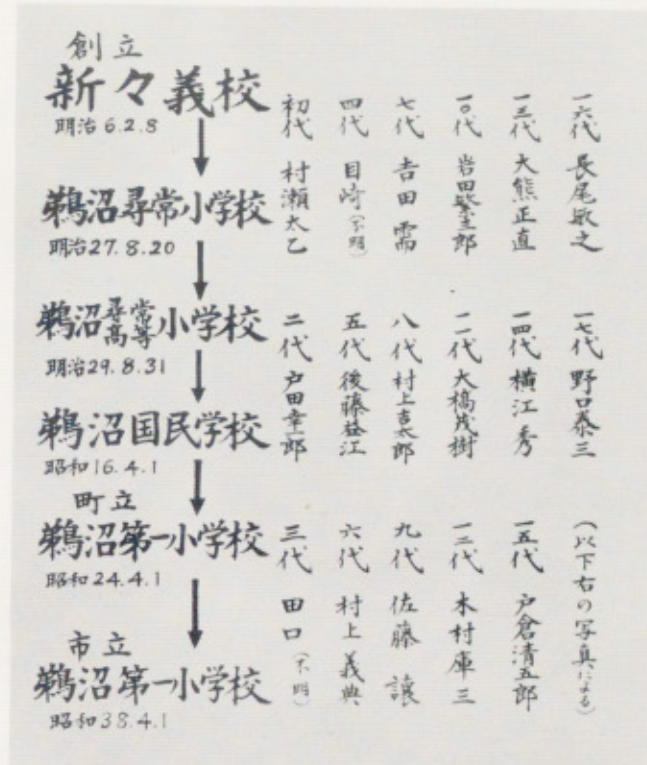 創立
新々義校
明治6.2.8
鵜沼尋常小学校
明治27.8.20
鵜沼尋常高等小学校
明治29.8.31
鵜沼国民学校
昭和16.4.1
町立
鵜沼第一小学校
昭和24.4.1
市立
鵜沼第一小学校
昭和38.4.1
初代 村瀬太乙
二代 戸田幸一郎
三代 田口(不明)
四代 目崎(不明)
五代 後藤益江
六代 村上義典
七代 吉田需
八代 村上吉太郎
九代 佐藤譲
一〇代 岩田
一一代 大橋茂樹
一二代 木村庫三
一三代 大熊正直
一四代 横江秀
一五代 戸倉清五郎
一六代 長尾敏之
一七代 野口泰三
(以下右の写真による)